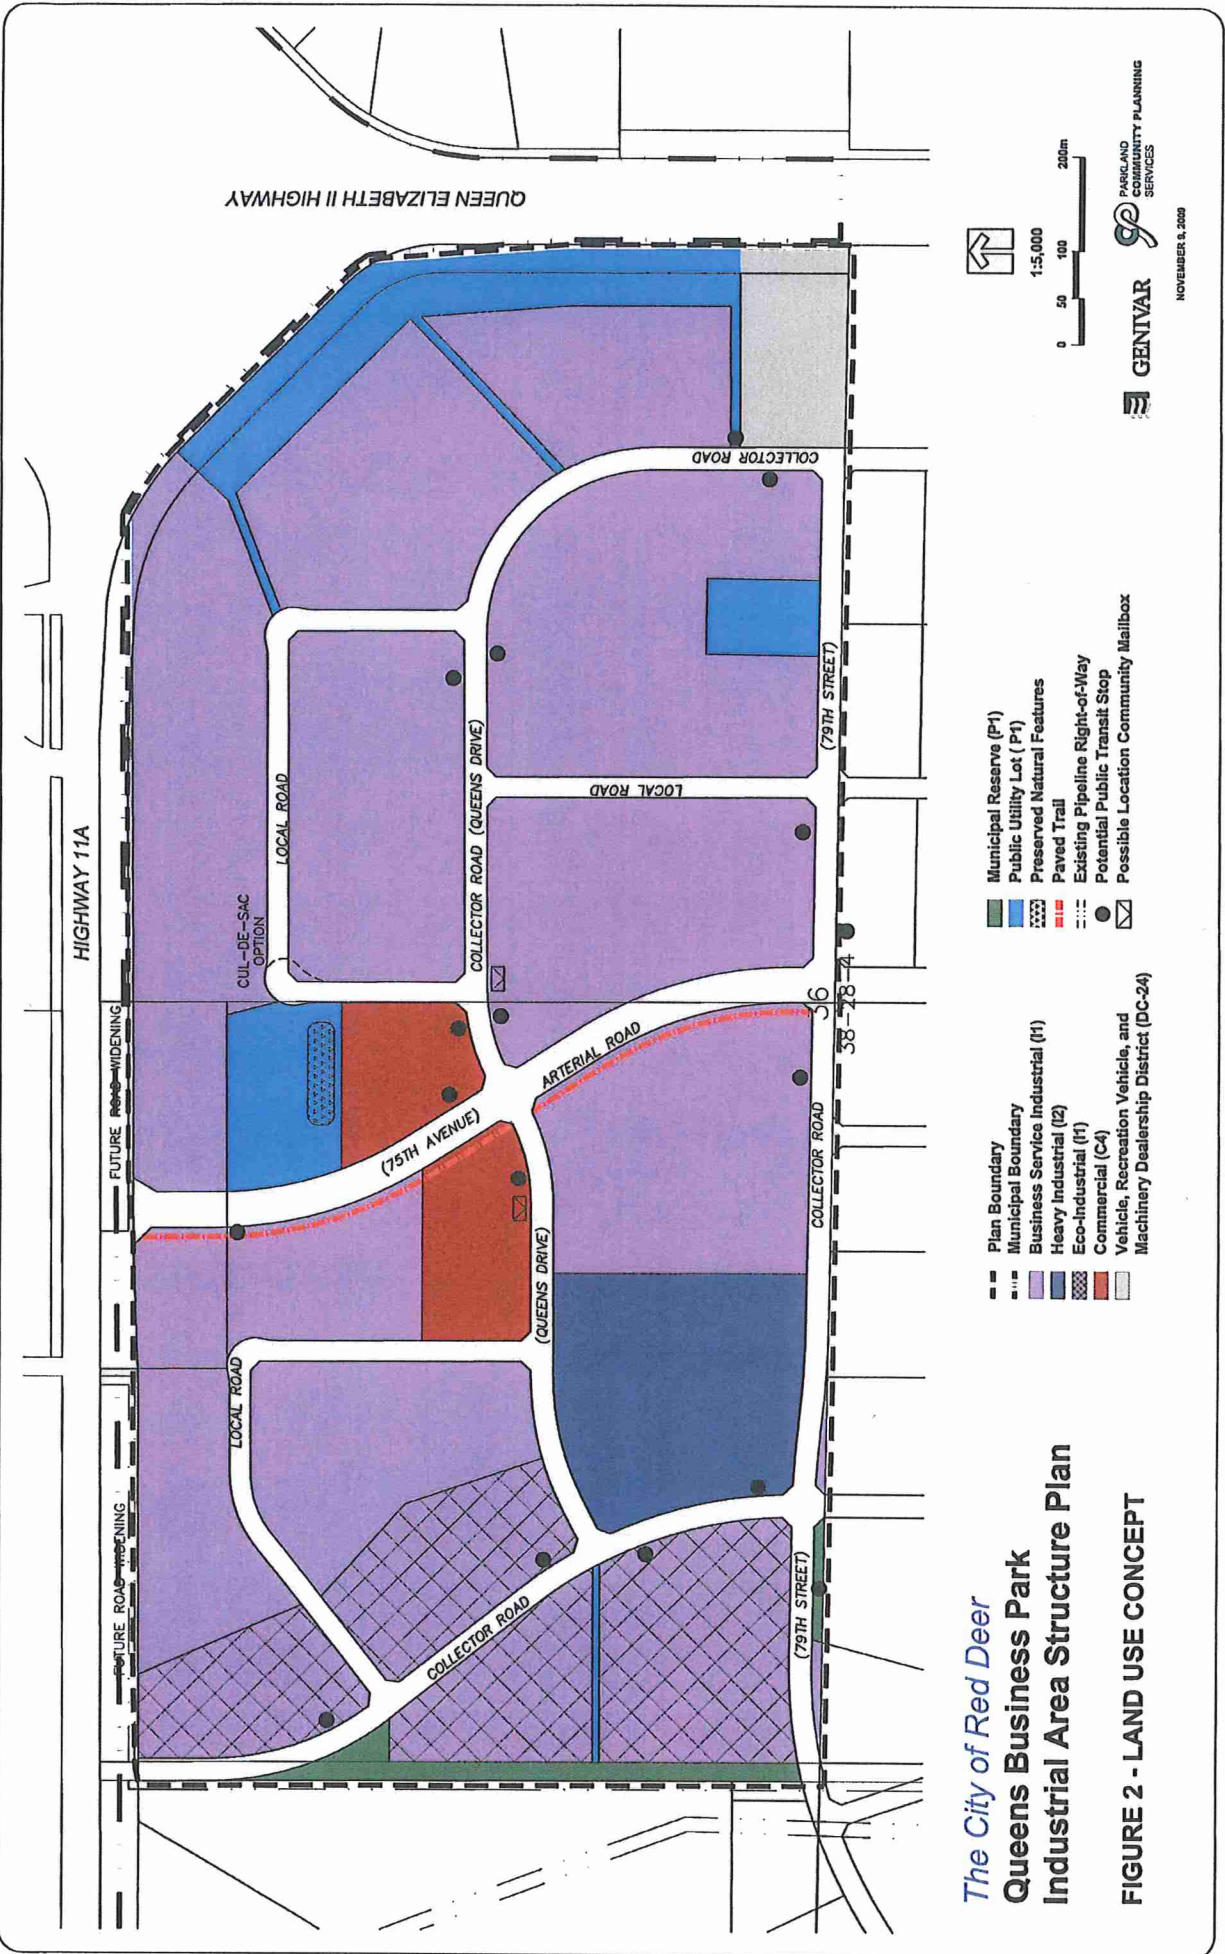 HIGHWAY 11A
FUTURE ROAD WIDENING
FUTURE ROAD WIDENING
QUEEN ELIZABETH II HIGHWAY
CUL-DE-SAC
OPTION
LOCAL ROAD
LOCAL ROAD
(75TH AVENUE)
COLLECTOR ROAD (QUEENS DRIVE)
LOCAL ROAD
COLLECTOR ROAD
ARTERIAL ROAD
(QUEENS DRIVE)
COLLECTOR ROAD
COLLECTOR ROAD
(79TH STREET)
(79TH STREET)
36
38-28-4
The City of Red Deer
Queens Business Park
Industrial Area Structure Plan
FIGURE 2 - LAND USE CONCEPT
Plan Boundary
Municipal Boundary
Business Service Industrial (I1)
Heavy Industrial (I2)
Eco-Industrial (I1)
Commercial (C4)
Vehicle, Recreation Vehicle, and
Machinery Dealership District (DC-24)
Municipal Reserve (P1)
Public Utility Lot ( P1)
Preserved Natural Features
Paved Trail
Existing Pipeline Right-of-Way
Potential Public Transit Stop
Possible Location Community Mailbox
1:5,000
0 50 100 200m
GENIVAR
PARKLAND
COMMUNITY PLANNING
SERVICES
NOVEMBER 9, 2009